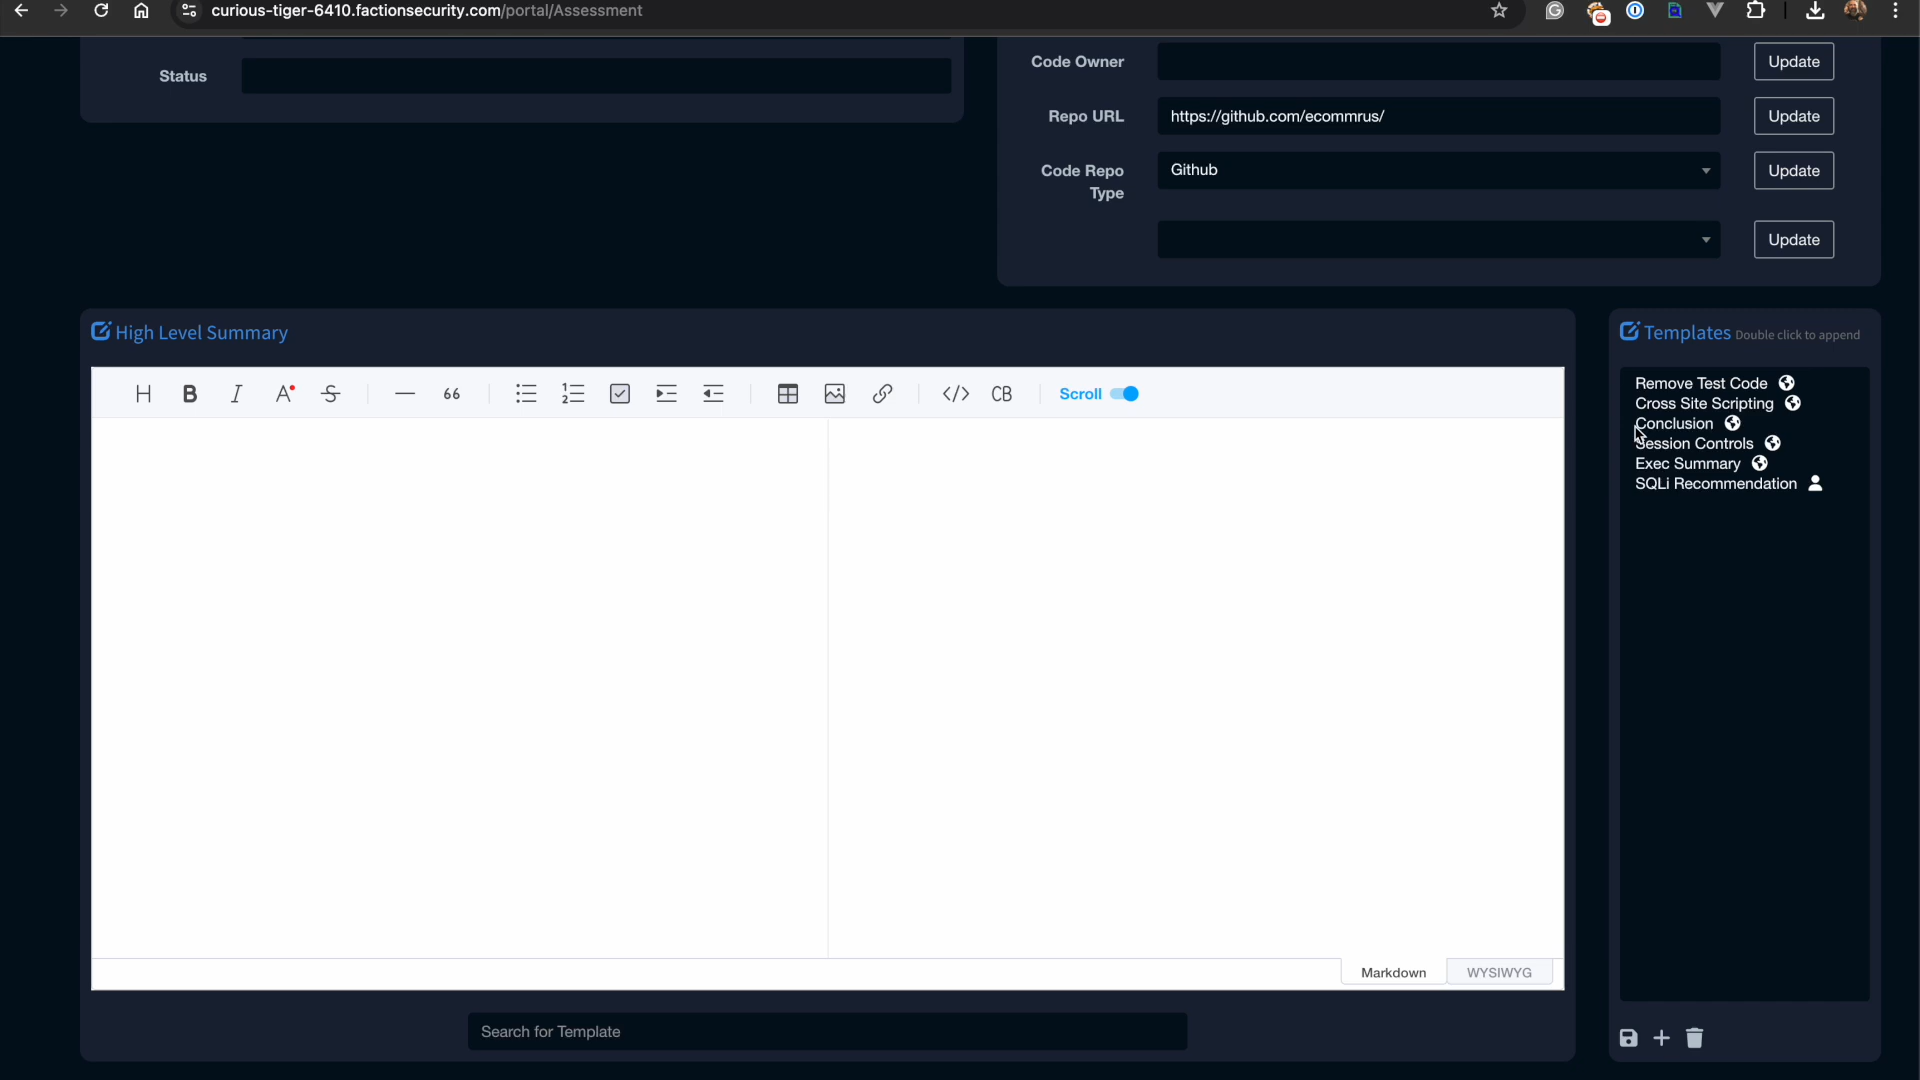 curious-tiger-6410.factionsecurity.com/portal/Assessment
Status
Code Owner
Update
Repo URL
https://github.com/ecommrus/
Update
Code Repo
Type
Github
Update
Update
High Level Summary
Templates Double click to append
H B I A S 66 CB Scroll
Remove Test Code
Cross Site Scripting
Conclusion
Session Controls
Exec Summary
SQLi Recommendation
Markdown
WYSIWYG
Search for Template